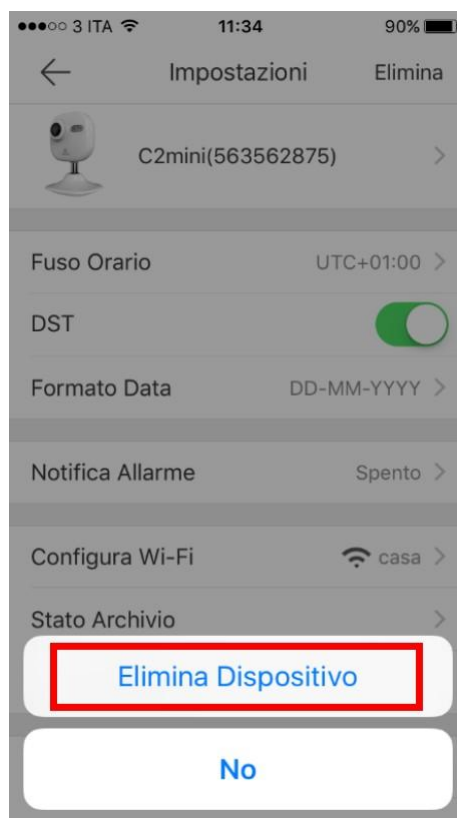 3 ITA 11:34 90%
Impostazioni Elimina
C2mini(563562875)
Fuso Orario UTC+01:00
DST
Formato Data DD-MM-YYYY
Notifica Allarme Spento
Configura Wi-Fi casa
Stato Archivio
Elimina Dispositivo
No